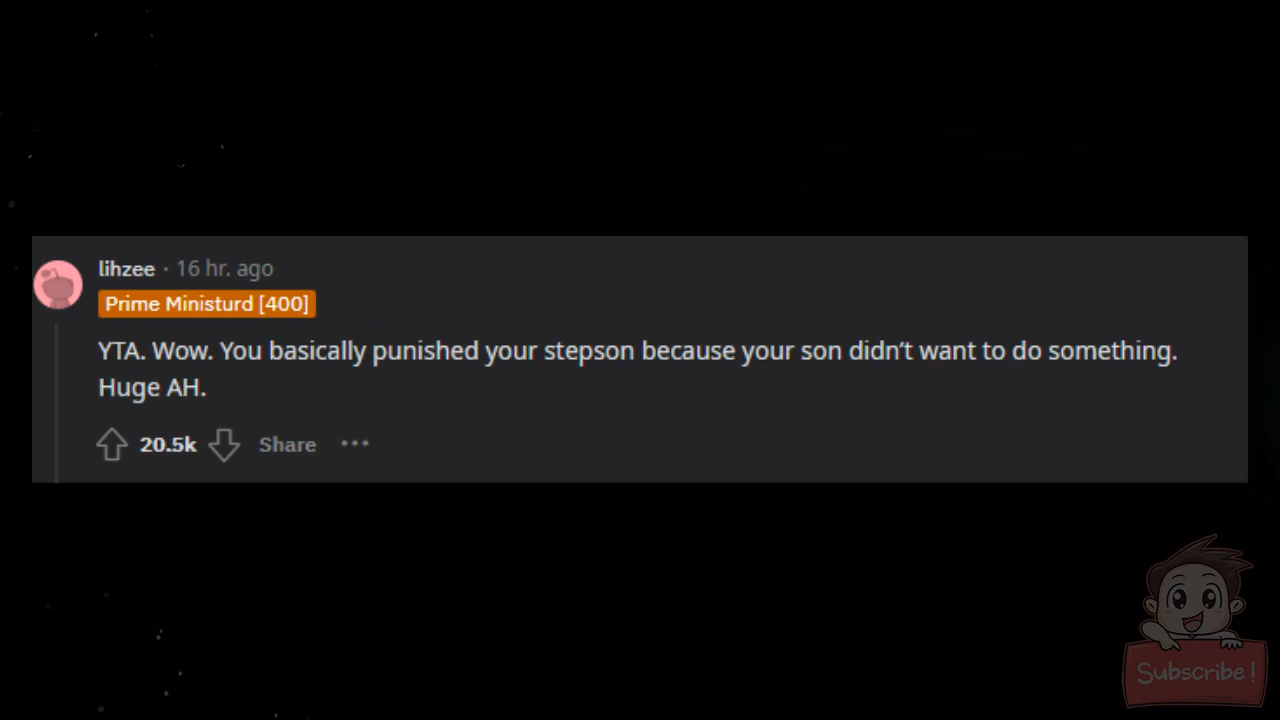 lihzee · 16 hr. ago
Prime Ministurd [400]
YTA. Wow. You basically punished your stepson because your son didn’t want to do something.
Huge AH.
20.5k Share ···
Subscribe!